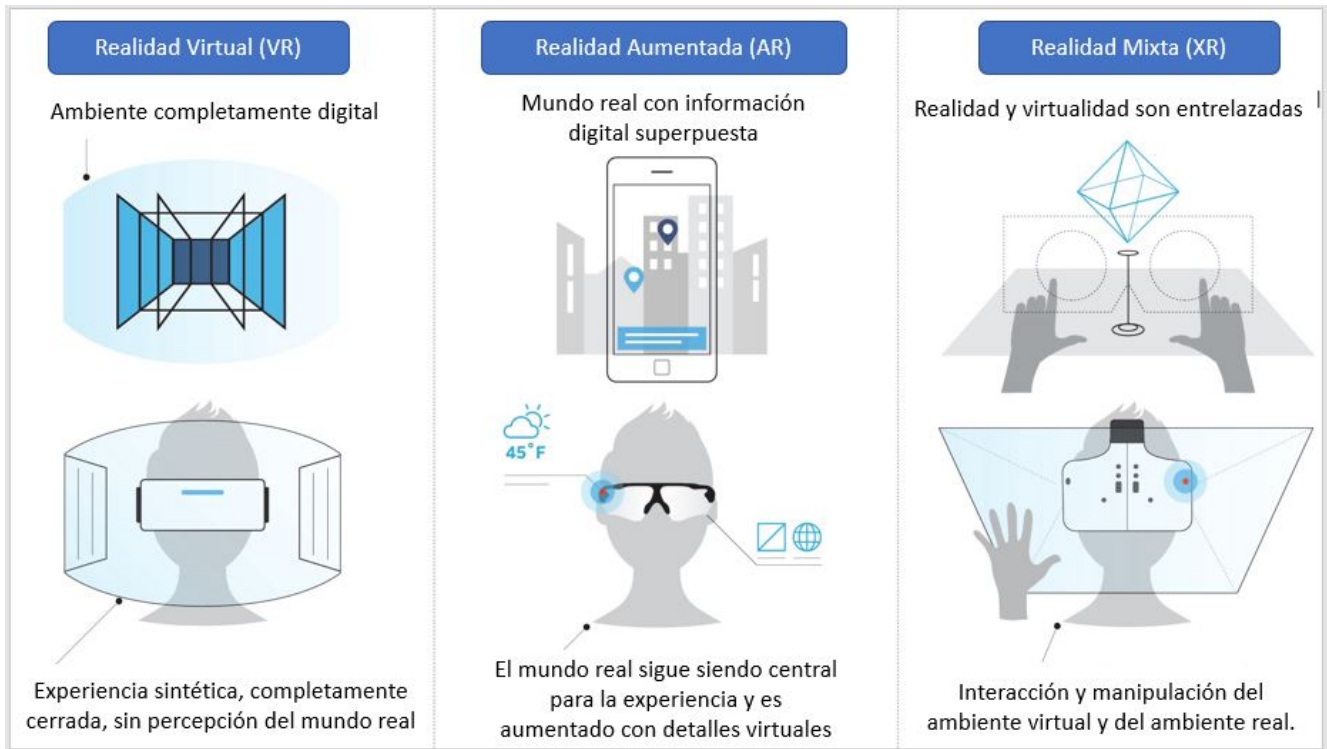 Realidad Virtual (VR)
Ambiente completamente digital
Experiencia sintética, completamente
cerrada, sin percepción del mundo real
Realidad Aumentada (AR)
Mundo real con información
digital superpuesta
45°F
El mundo real sigue siendo central
para la experiencia y es
aumentado con detalles virtuales
Realidad Mixta (XR)
Realidad y virtualidad son entrelazadas
Interacción y manipulación del
ambiente virtual y del ambiente real.